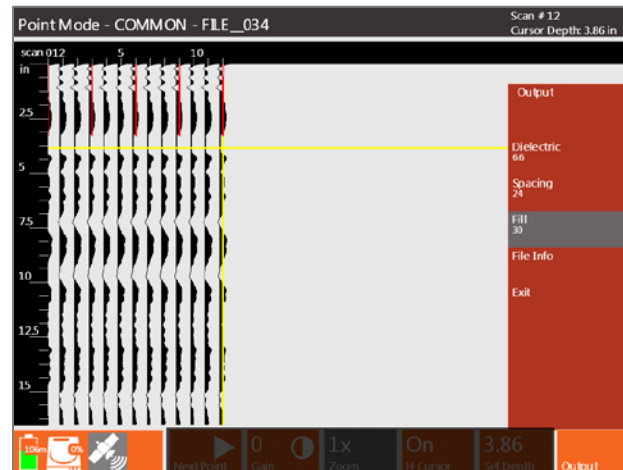 Point Mode - COMMON - FILE__034
Scan # 12
Cursor Depth: 3.86 in
scan 012 5 10
in
2.5
5
7.5
10
12.5
15
Output
Dielectric
6.6
Spacing
24
Fill
30
File Info
Exit
106m
0%
Next Point
0
Gain
1x
Zoom
On
H Cursor
3.86
Set Depth
Output